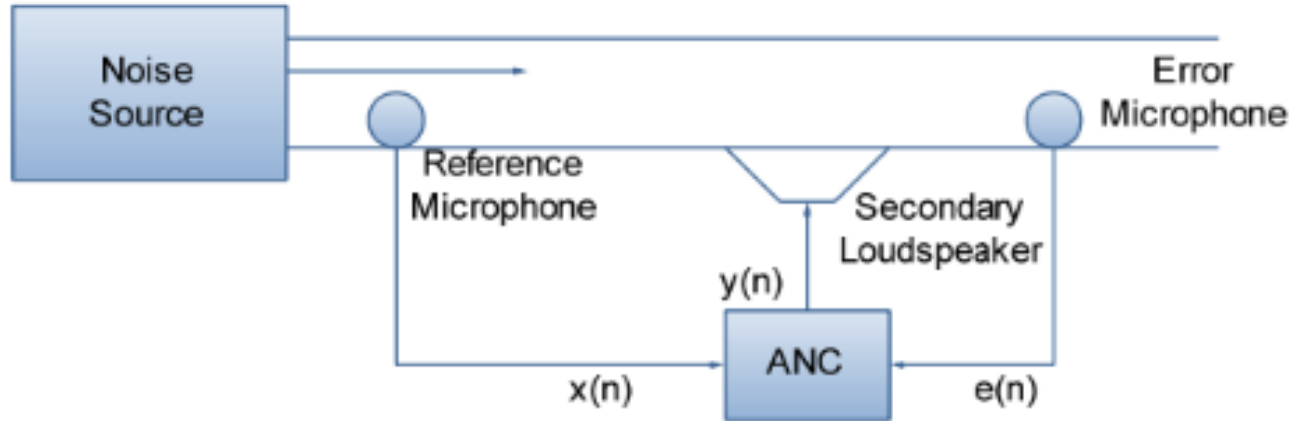 Noise
Source
Error
Microphone
Reference
Microphone
Secondary
Loudspeaker
y(n)
ANC
x(n)
e(n)